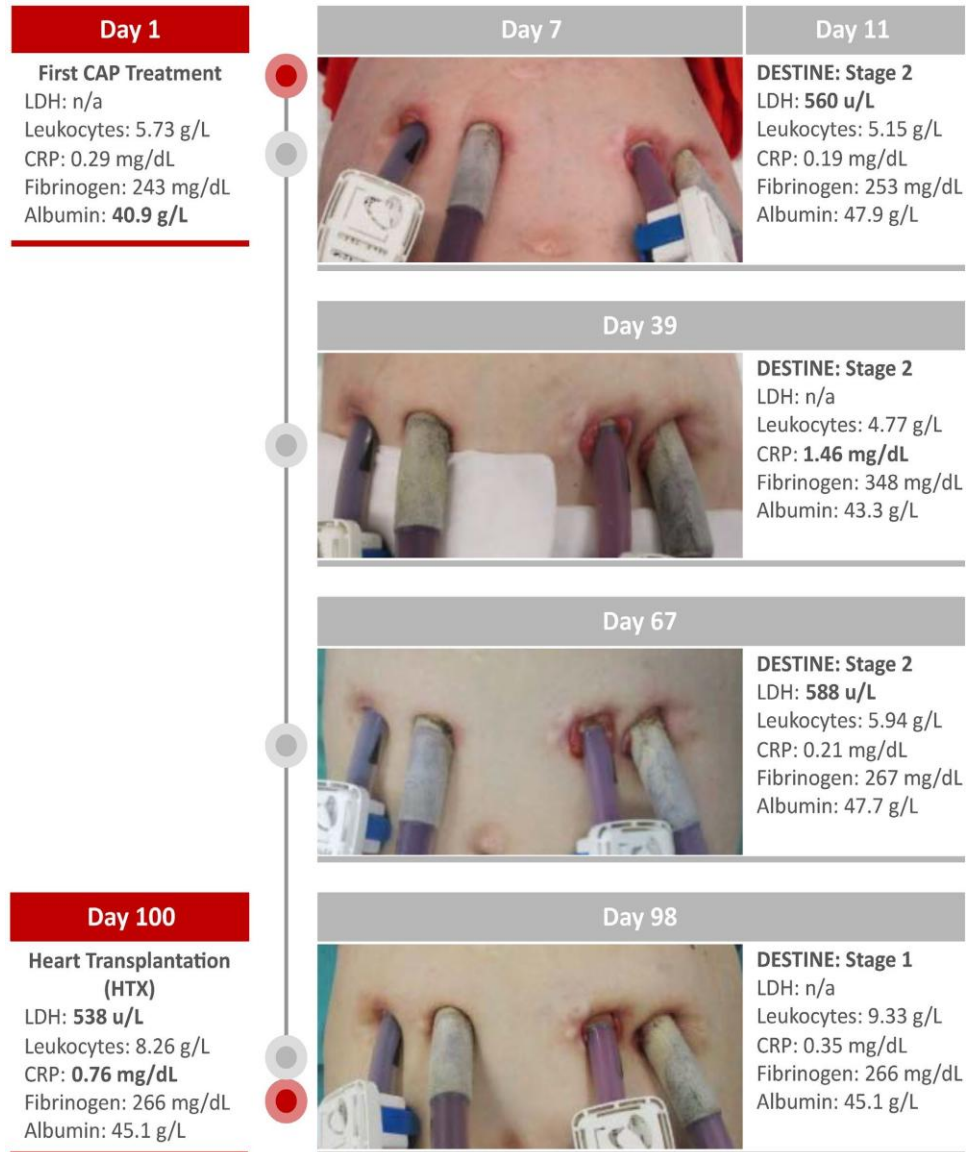 Day 1
First CAP Treatment
LDH: n/a
Leukocytes: 5.73 g/L
CRP: 0.29 mg/dL
Fibrinogen: 243 mg/dL
Albumin: 40.9 g/L
Day 7
Day 11
DESTINE: Stage 2
LDH: 560 u/L
Leukocytes: 5.15 g/L
CRP: 0.19 mg/dL
Fibrinogen: 253 mg/dL
Albumin: 47.9 g/L
Day 39
DESTINE: Stage 2
LDH: n/a
Leukocytes: 4.77 g/L
CRP: 1.46 mg/dL
Fibrinogen: 348 mg/dL
Albumin: 43.3 g/L
Day 67
DESTINE: Stage 2
LDH: 588 u/L
Leukocytes: 5.94 g/L
CRP: 0.21 mg/dL
Fibrinogen: 267 mg/dL
Albumin: 47.7 g/L
Day 98
DESTINE: Stage 1
LDH: n/a
Leukocytes: 9.33 g/L
CRP: 0.35 mg/dL
Fibrinogen: 266 mg/dL
Albumin: 45.1 g/L
Day 100
Heart Transplantation
(HTX)
LDH: 538 u/L
Leukocytes: 8.26 g/L
CRP: 0.76 mg/dL
Fibrinogen: 266 mg/dL
Albumin: 45.1 g/L